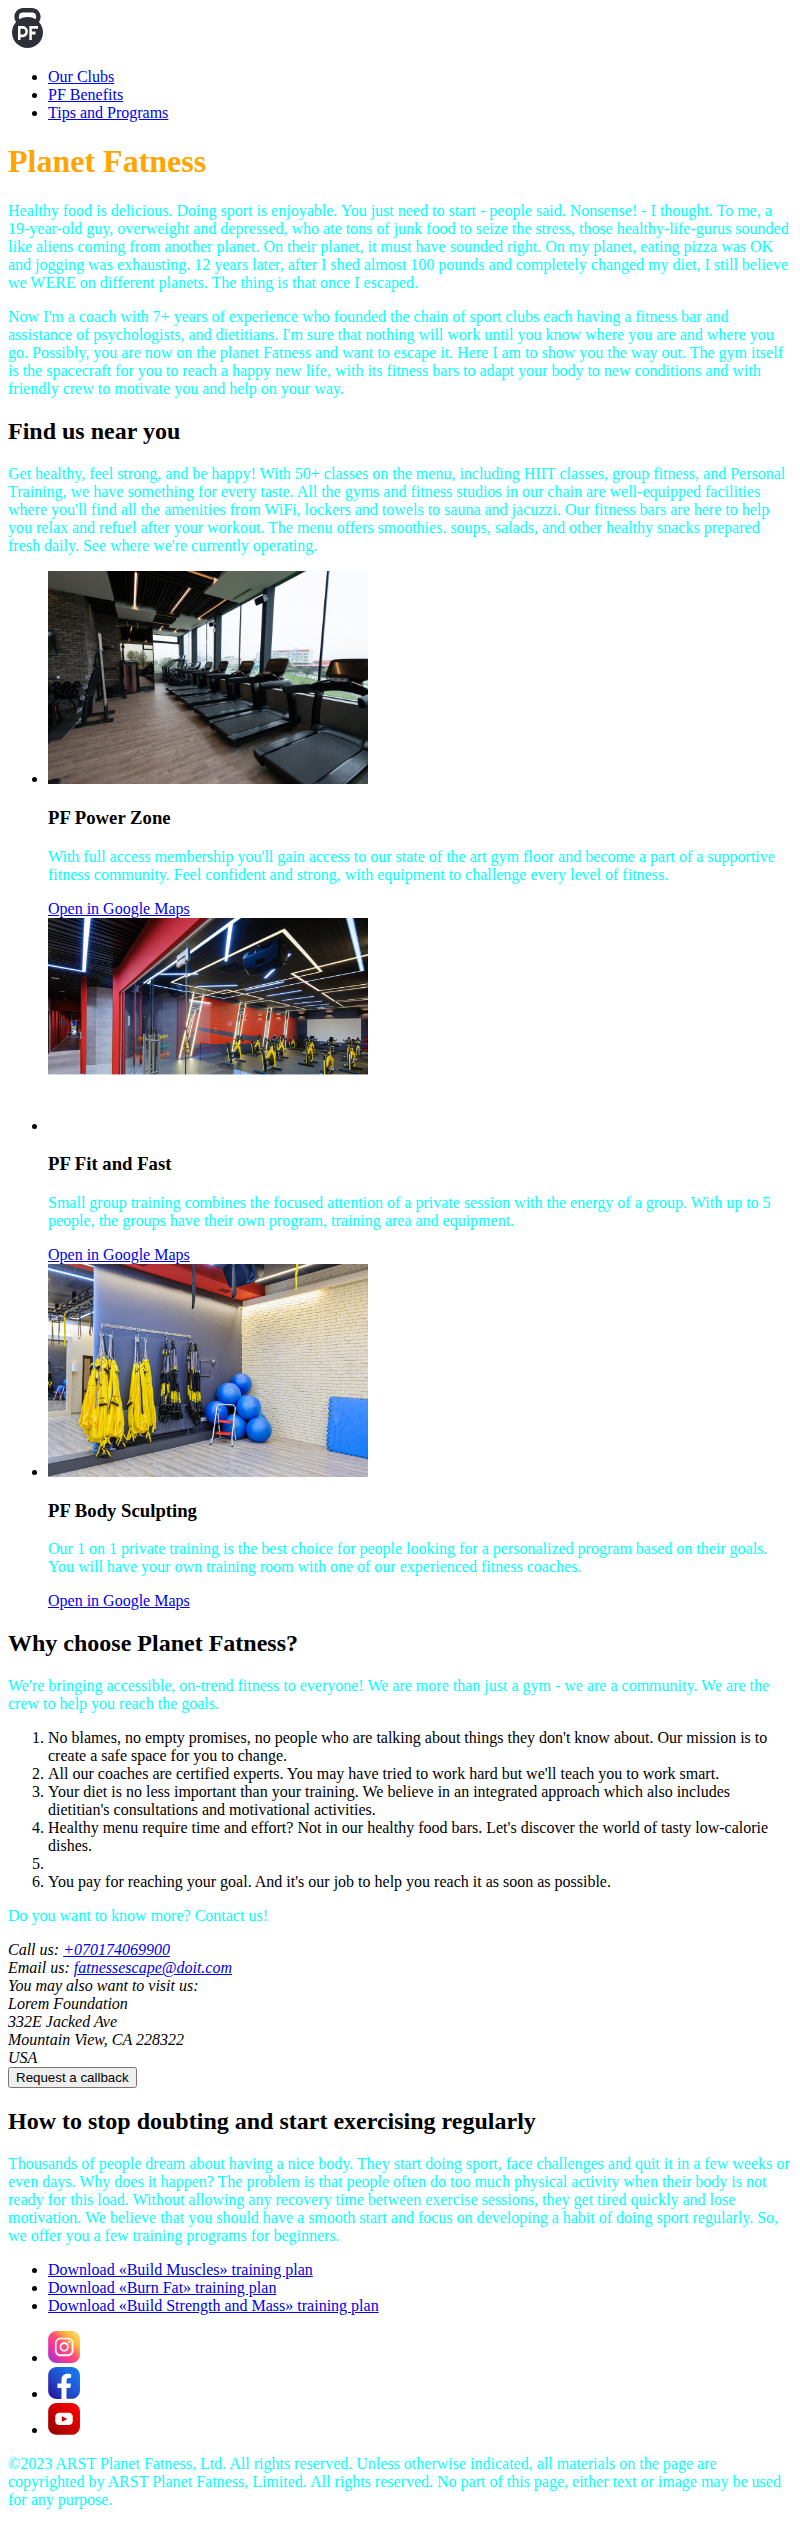 PF
Our Clubs
PF Benefits
Tips and Programs
Planet Fatness
Healthy food is delicious. Doing sport is enjoyable. You just need to start - people said. Nonsense! - I thought. To me, a
19-year-old guy, overweight and depressed, who ate tons of junk food to seize the stress, those healthy-life-gurus sounded
like aliens coming from another planet. On their planet, it must have sounded right. On my planet, eating pizza was OK
and jogging was exhausting. 12 years later, after I shed almost 100 pounds and completely changed my diet, I still believe
we WERE on different planets. The thing is that once I escaped.
Now I'm a coach with 7+ years of experience who founded the chain of sport clubs each having a fitness bar and
assistance of psychologists, and dietitians. I'm sure that nothing will work until you know where you are and where you
go. Possibly, you are now on the planet Fatness and want to escape it. Here I am to show you the way out. The gym itself
is the spacecraft for you to reach a happy new life, with its fitness bars to adapt your body to new conditions and with
friendly crew to motivate you and help on your way.
Find us near you
Get healthy, feel strong, and be happy! With 50+ classes on the menu, including HIIT classes, group fitness, and Personal
Training, we have something for every taste. All the gyms and fitness studios in our chain are well-equipped facilities
where you'll find all the amenities from WiFi, lockers and towels to sauna and jacuzzi. Our fitness bars are here to help
you relax and refuel after your workout. The menu offers smoothies. soups, salads, and other healthy snacks prepared
fresh daily. See where we're currently operating.
PF Power Zone
With full access membership you'll gain access to our state of the art gym floor and become a part of a supportive
fitness community. Feel confident and strong, with equipment to challenge every level of fitness.
Open in Google Maps
PF Fit and Fast
Small group training combines the focused attention of a private session with the energy of a group. With up to 5
people, the groups have their own program, training area and equipment.
Open in Google Maps
PF Body Sculpting
Our 1 on 1 private training is the best choice for people looking for a personalized program based on their goals.
You will have your own training room with one of our experienced fitness coaches.
Open in Google Maps
Why choose Planet Fatness?
We're bringing accessible, on-trend fitness to everyone! We are more than just a gym - we are a community. We are the
crew to help you reach the goals.
1. No blames, no empty promises, no people who are talking about things they don't know about. Our mission is to
create a safe space for you to change.
2. All our coaches are certified experts. You may have tried to work hard but we'll teach you to work smart.
3. Your diet is no less important than your training. We believe in an integrated approach which also includes
dietitian's consultations and motivational activities.
4. Healthy menu require time and effort? Not in our healthy food bars. Let's discover the world of tasty low-calorie
dishes.
5.
6. You pay for reaching your goal. And it's our job to help you reach it as soon as possible.
Do you want to know more? Contact us!
Call us: +070174069900
Email us: fatnessescape@doit.com
You may also want to visit us:
Lorem Foundation
332E Jacked Ave
Mountain View, CA 228322
USA
Request a callback
How to stop doubting and start exercising regularly
Thousands of people dream about having a nice body. They start doing sport, face challenges and quit it in a few weeks or
even days. Why does it happen? The problem is that people often do too much physical activity when their body is not
ready for this load. Without allowing any recovery time between exercise sessions, they get tired quickly and lose
motivation. We believe that you should have a smooth start and focus on developing a habit of doing sport regularly. So,
we offer you a few training programs for beginners.
Download «Build Muscles» training plan
Download «Burn Fat» training plan
Download «Build Strength and Mass» training plan
©2023 ARST Planet Fatness, Ltd. All rights reserved. Unless otherwise indicated, all materials on the page are
copyrighted by ARST Planet Fatness, Limited. All rights reserved. No part of this page, either text or image may be used
for any purpose.